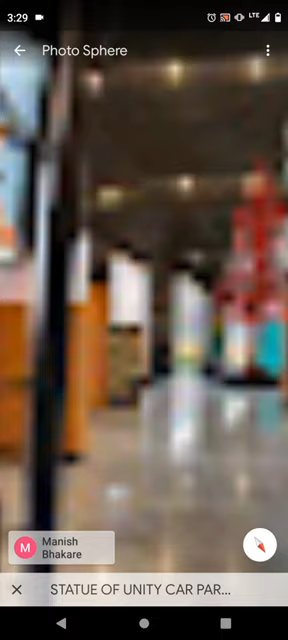 3:29
LTE
Photo Sphere
M
Manish
Bhakare
STATUE OF UNITY CAR PAR...